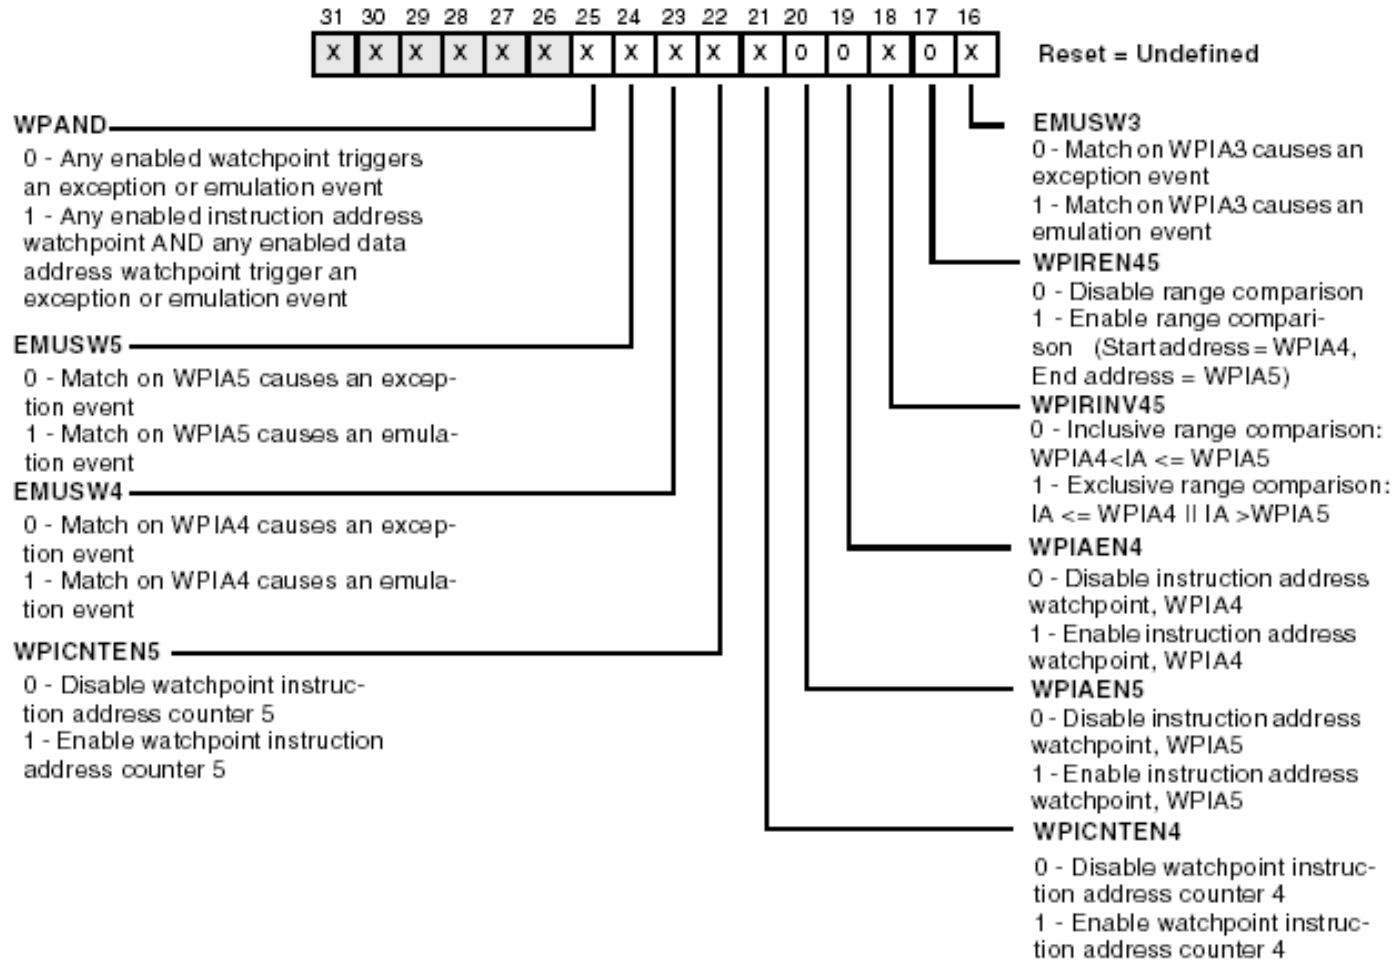 31 30 29 28 27 26 25 24 23 22 21 20 19 18 17 16
X X X X X X X X X X X 0 0 X 0 X
Reset = Undefined
WPAND
0 - Any enabled watchpoint triggers
an exception or emulation event
1 - Any enabled instruction address
watchpoint AND any enabled data
address watchpoint trigger an
exception or emulation event
EMUSW5
0 - Match on WPIA5 causes an excep-
tion event
1 - Match on WPIA5 causes an emula-
tion event
EMUSW4
0 - Match on WPIA4 causes an excep-
tion event
1 - Match on WPIA4 causes an emula-
tion event
WPICNTEN5
0 - Disable watchpoint instruc-
tion address counter 5
1 - Enable watchpoint instruction
address counter 5
EMUSW3
0 - Match on WPIA3 causes an
exception event
1 - Match on WPIA3 causes an
emulation event
WPIREN45
0 - Disable range comparison
1 - Enable range compari-
son (Start address = WPIA4,
End address = WPIA5)
WPIRINV45
0 - Inclusive range comparison:
WPIA4<IA <= WPIA5
1 - Exclusive range comparison:
IA <= WPIA4 || IA >WPIA5
WPIAEN4
0 - Disable instruction address
watchpoint, WPIA4
1 - Enable instruction address
watchpoint, WPIA4
WPIAEN5
0 - Disable instruction address
watchpoint, WPIA5
1 - Enable instruction address
watchpoint, WPIA5
WPICNTEN4
0 - Disable watchpoint instruc-
tion address counter 4
1 - Enable watchpoint instruc-
tion address counter 4